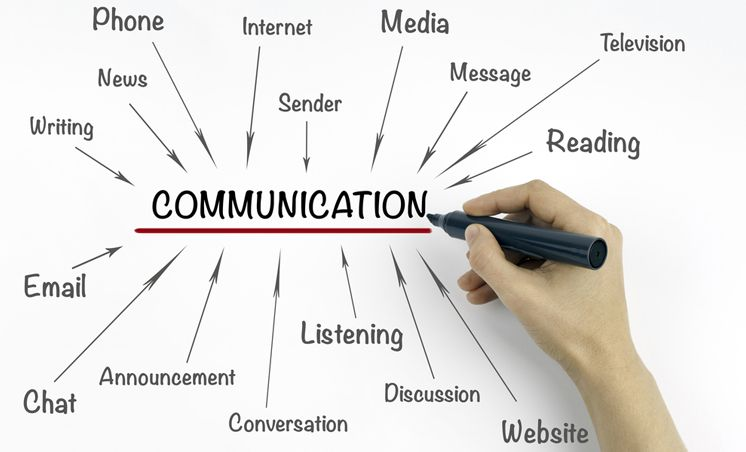 Phone
Internet
Media
Television
News
Message
Sender
Writing
Reading
COMMUNICATION
Email
Listening
Announcement
Discussion
Chat
Conversation
Website